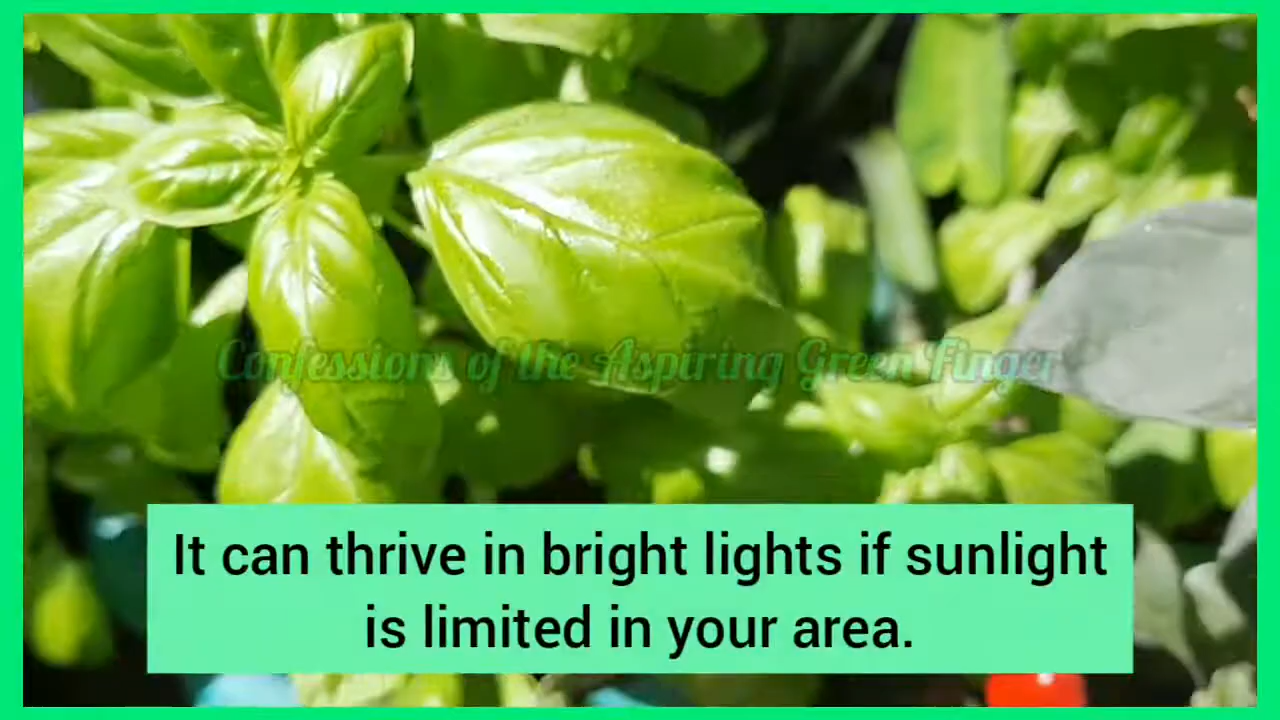 Confessions of the Aspiring Green Finger
It can thrive in bright lights if sunlight
is limited in your area.